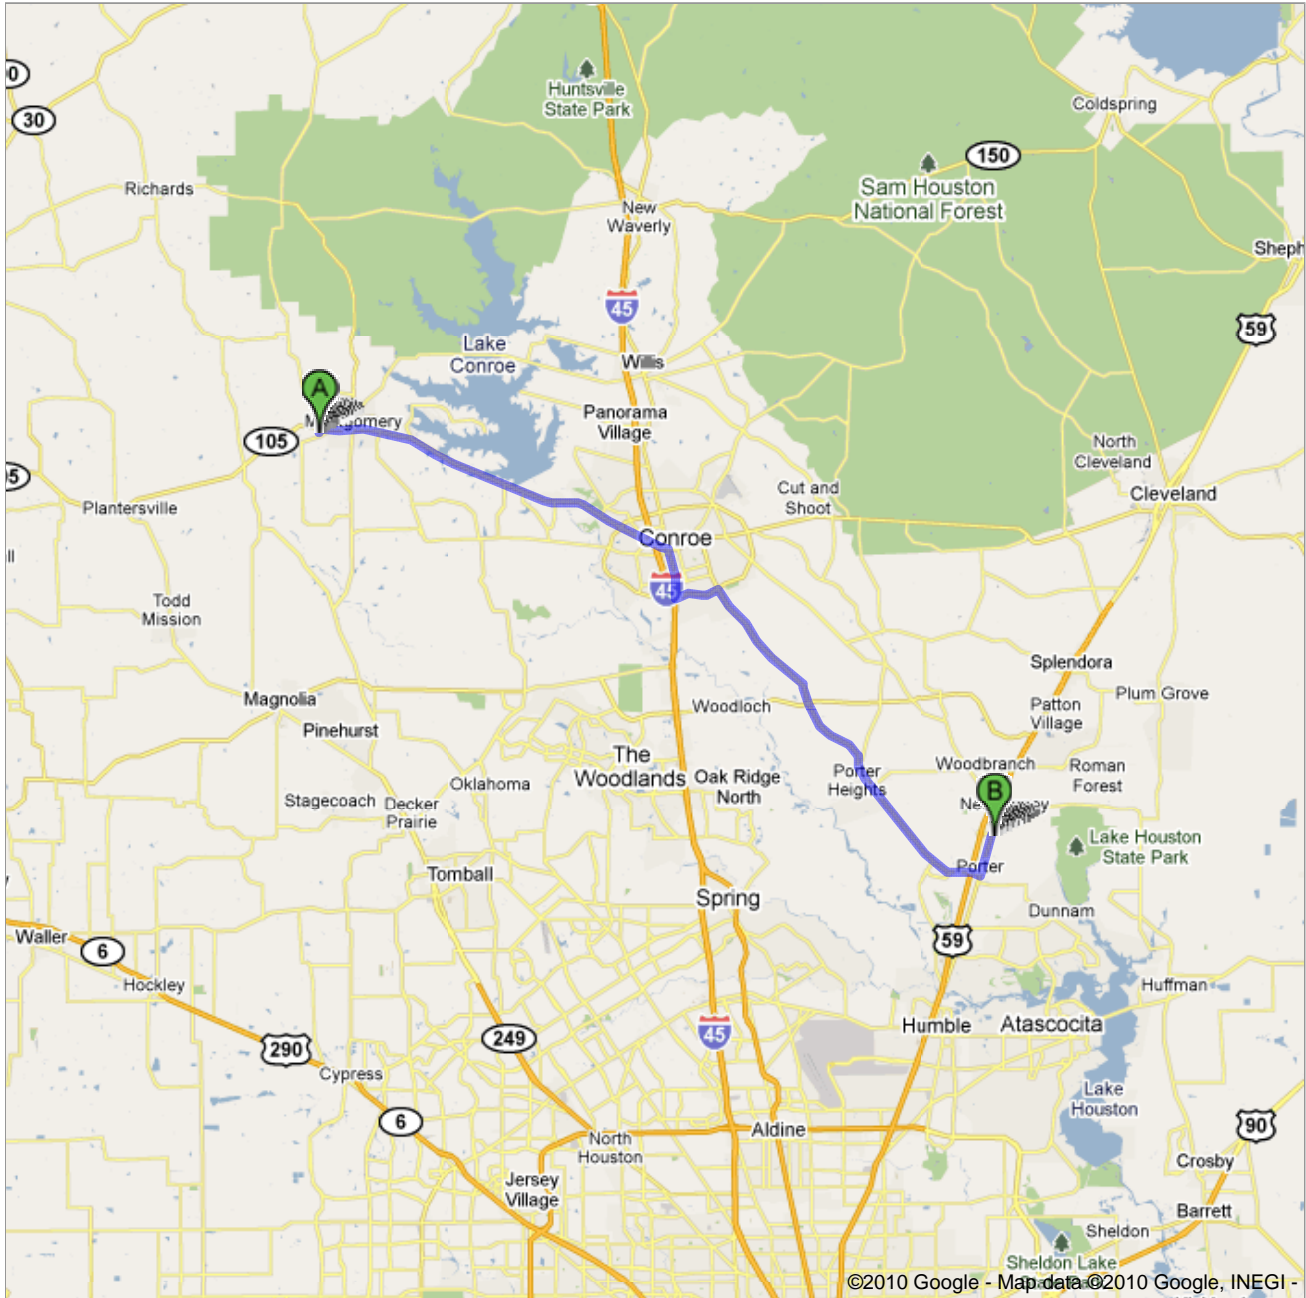 Huntsville
State Park
Coldspring
30
150
Richards
Sam Houston
National Forest
New
Waverly
45
59
Lake
Conroe
Willis
A
Panorama
Village
Montgomery
105
North
Cleveland
Cut and
Shoot
Cleveland
Plantersville
Conroe
45
Todd
Mission
Splendora
Plum Grove
Magnolia
Woodloch
Patton
Village
Pinehurst
The
Woodlands
Oak Ridge
North
Porter
Heights
Woodbranch
Roman
Forest
Oklahoma
B
Stagecoach
Decker
Prairie
Lake Houston
State Park
Porter
Tomball
Spring
Dunnam
Waller
6
59
Hockley
Huffman
Humble
Atascocita
249
45
290
Cypress
Lake
Houston
6
90
Aldine
North
Houston
Crosby
Jersey
Village
Barrett
Sheldon
Sheldon Lake
©2010 Google - Map data ©2010 Google, INEGI -